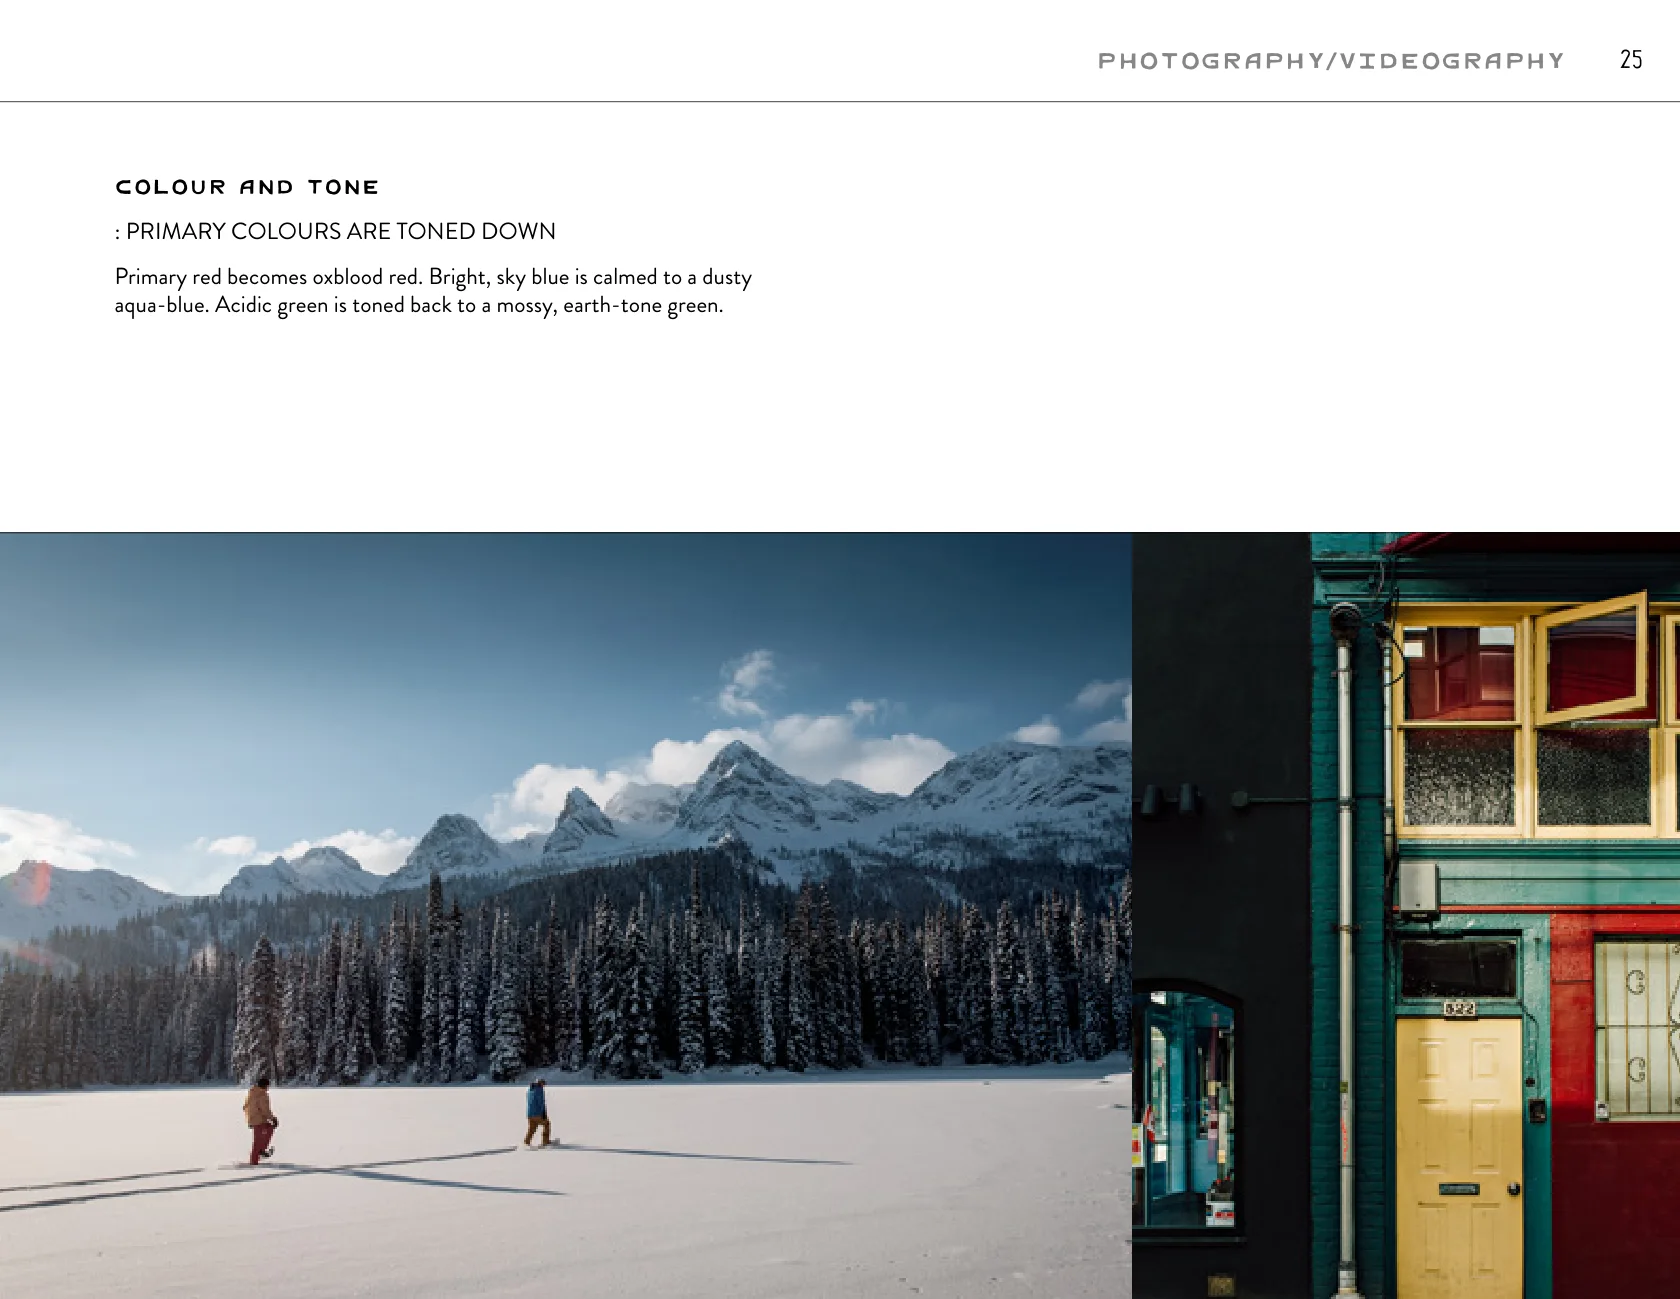 PHOTOGRAPHY/VIDEOGRAPHY 25
COLOUR AND TONE
: PRIMARY COLOURS ARE TONED DOWN
Primary red becomes oxblood red. Bright, sky blue is calmed to a dusty
aqua-blue. Acidic green is toned back to a mossy, earth-tone green.
522